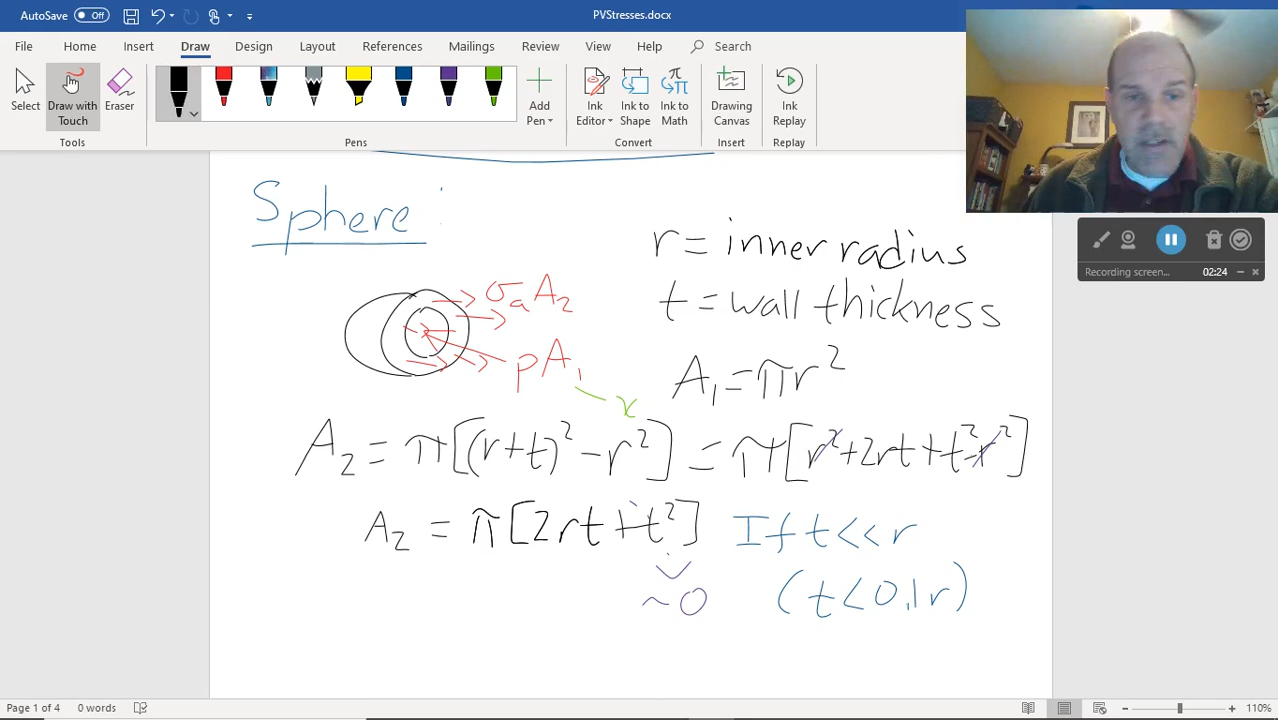 AutoSave Off PVStresses.docx
File Home Insert Draw Design Layout References Mailings Review View Help Search
Select Draw with Touch Eraser Add Pen Ink Editor Ink to Shape Ink to Math Drawing Canvas Ink Replay
Tools Pens Convert Insert Replay
Sphere:
r = inner radius
t = wall thickness
σₐA₂
pA₁
x
A₁ = πr²
A₂ = π[(r+t)² - r²] = π[r² + 2rt + t² - r²]
A₂ = π[2rt + t²] If t << r
~0 (t < 0.1r)
Recording screen... 02:24
Page 1 of 4 0 words 110%